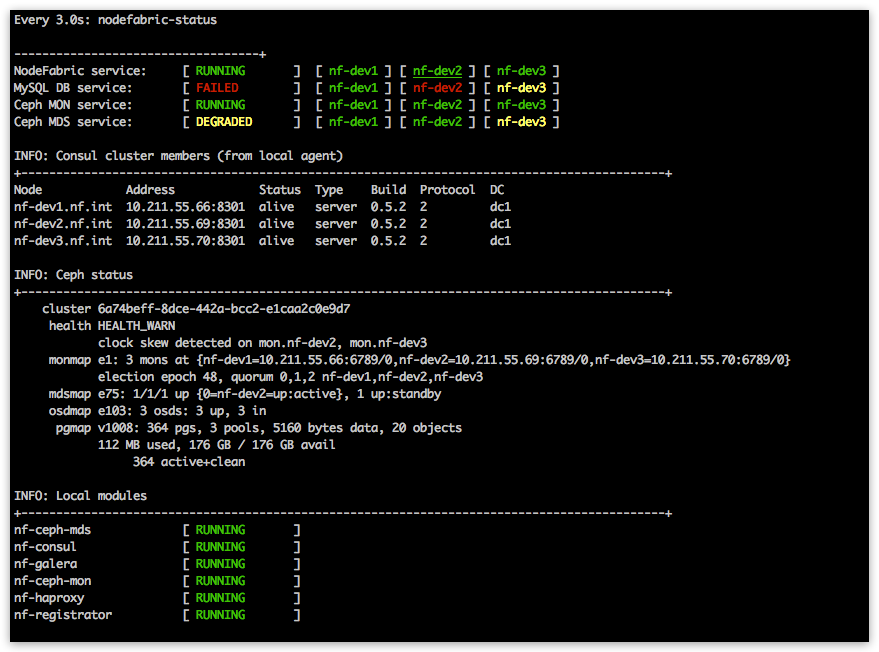 Every 3.0s: nodefabric-status
-----------------------------------+
NodeFabric service:     [ RUNNING       ]  [ nf-dev1 ] [ nf-dev2 ] [ nf-dev3 ]
MySQL DB service:       [ FAILED        ]  [ nf-dev1 ] [ nf-dev2 ] [ nf-dev3 ]
Ceph MON service:       [ RUNNING       ]  [ nf-dev1 ] [ nf-dev2 ] [ nf-dev3 ]
Ceph MDS service:       [ DEGRADED      ]  [ nf-dev1 ] [ nf-dev2 ] [ nf-dev3 ]
INFO: Consul cluster members (from local agent)
+--------------------------------------------------------------------------------------------+
Node            Address            Status  Type    Build  Protocol  DC
nf-dev1.nf.int  10.211.55.66:8301  alive   server  0.5.2  2         dc1
nf-dev2.nf.int  10.211.55.69:8301  alive   server  0.5.2  2         dc1
nf-dev3.nf.int  10.211.55.70:8301  alive   server  0.5.2  2         dc1
INFO: Ceph status
+--------------------------------------------------------------------------------------------+
    cluster 6a74beff-8dce-442a-bcc2-e1caa2c0e9d7
     health HEALTH_WARN
            clock skew detected on mon.nf-dev2, mon.nf-dev3
     monmap e1: 3 mons at {nf-dev1=10.211.55.66:6789/0,nf-dev2=10.211.55.69:6789/0,nf-dev3=10.211.55.70:6789/0}
            election epoch 48, quorum 0,1,2 nf-dev1,nf-dev2,nf-dev3
     mdsmap e75: 1/1/1 up {0=nf-dev2=up:active}, 1 up:standby
     osdmap e103: 3 osds: 3 up, 3 in
      pgmap v1008: 364 pgs, 3 pools, 5160 bytes data, 20 objects
            112 MB used, 176 GB / 176 GB avail
                 364 active+clean
INFO: Local modules
+--------------------------------------------------------------------------------------------+
nf-ceph-mds             [ RUNNING       ]
nf-consul               [ RUNNING       ]
nf-galera               [ RUNNING       ]
nf-ceph-mon             [ RUNNING       ]
nf-haproxy              [ RUNNING       ]
nf-registrator          [ RUNNING       ]